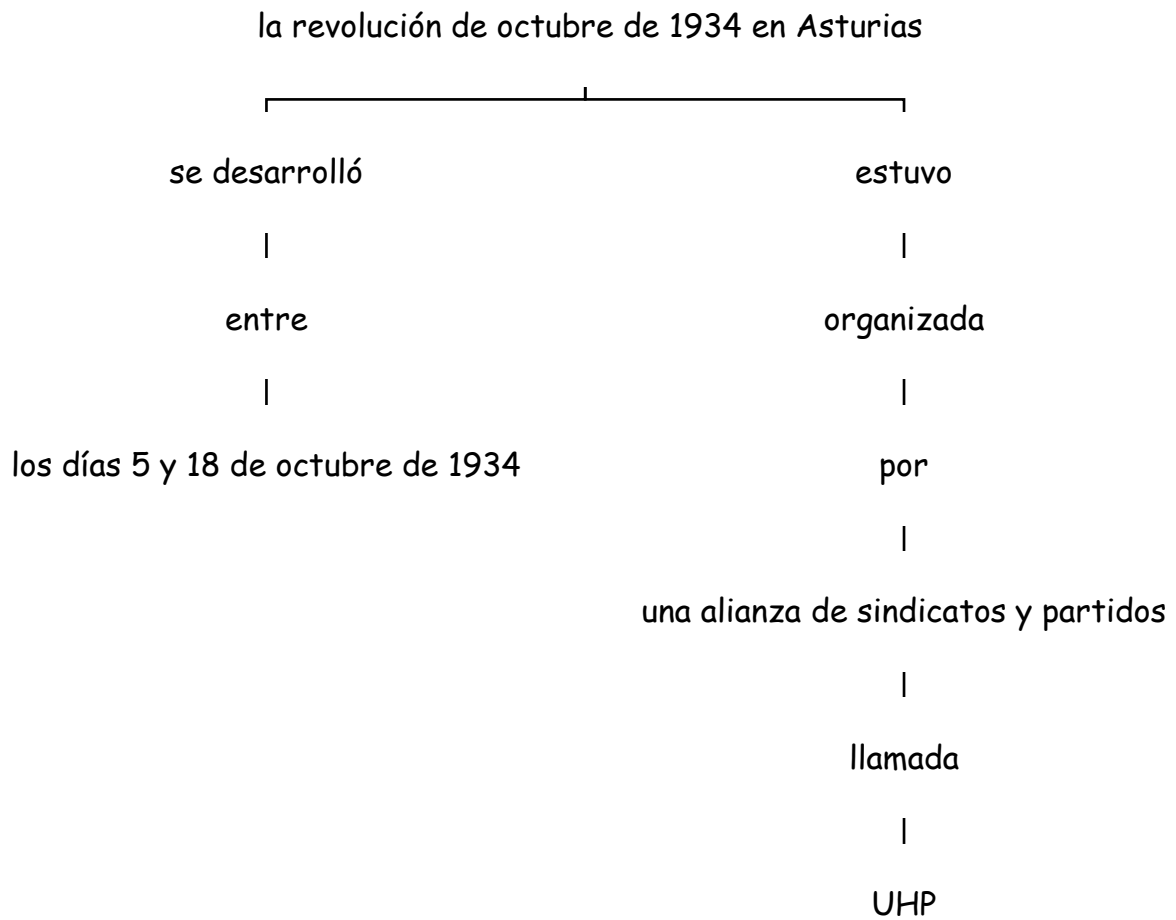 la revolución de octubre de 1934 en Asturias
se desarrolló
entre
los días 5 y 18 de octubre de 1934
estuvo
organizada
por
una alianza de sindicatos y partidos
llamada
UHP